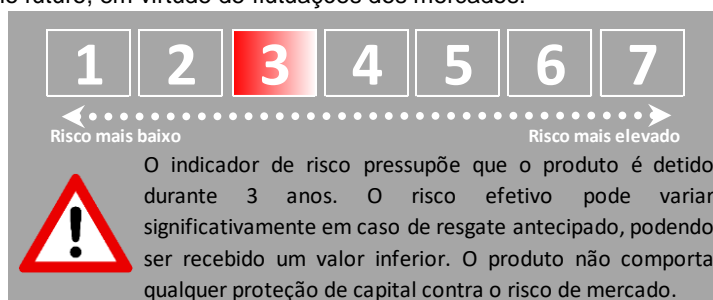 futuro, em virtude de flutuações dos mercados.
1 2 3 4 5 6 7
Risco mais baixo Risco mais elevado
O indicador de risco pressupõe que o produto é detido
durante 3 anos. O risco efetivo pode variar
significativamente em caso de resgate antecipado, podendo
ser recebido um valor inferior. O produto não comporta
qualquer proteção de capital contra o risco de mercado.